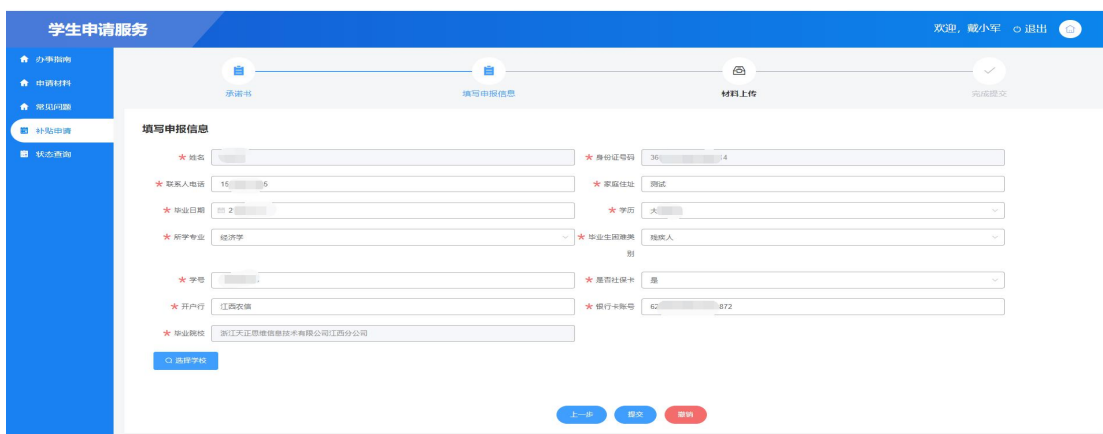 学生申请服务
欢迎，戴小军 退出
办事指南
申请材料
常见问题
补贴申请
状态查询
承诺书 填写申报信息 材料上传 完成提交
填写申报信息
* 姓名 * 身份证号码 36 4
* 联系人电话 15 6 * 家庭住址 测试
* 毕业日期 2 * 学历 大
* 所学专业 经济学 * 毕业生困难类别 残疾人
* 学号 * 是否社保卡 是
* 开户行 江西农信 * 银行卡账号 62 872
* 毕业院校 浙江天正思维信息技术有限公司江西分公司
选择学校
上一步 提交 撤销